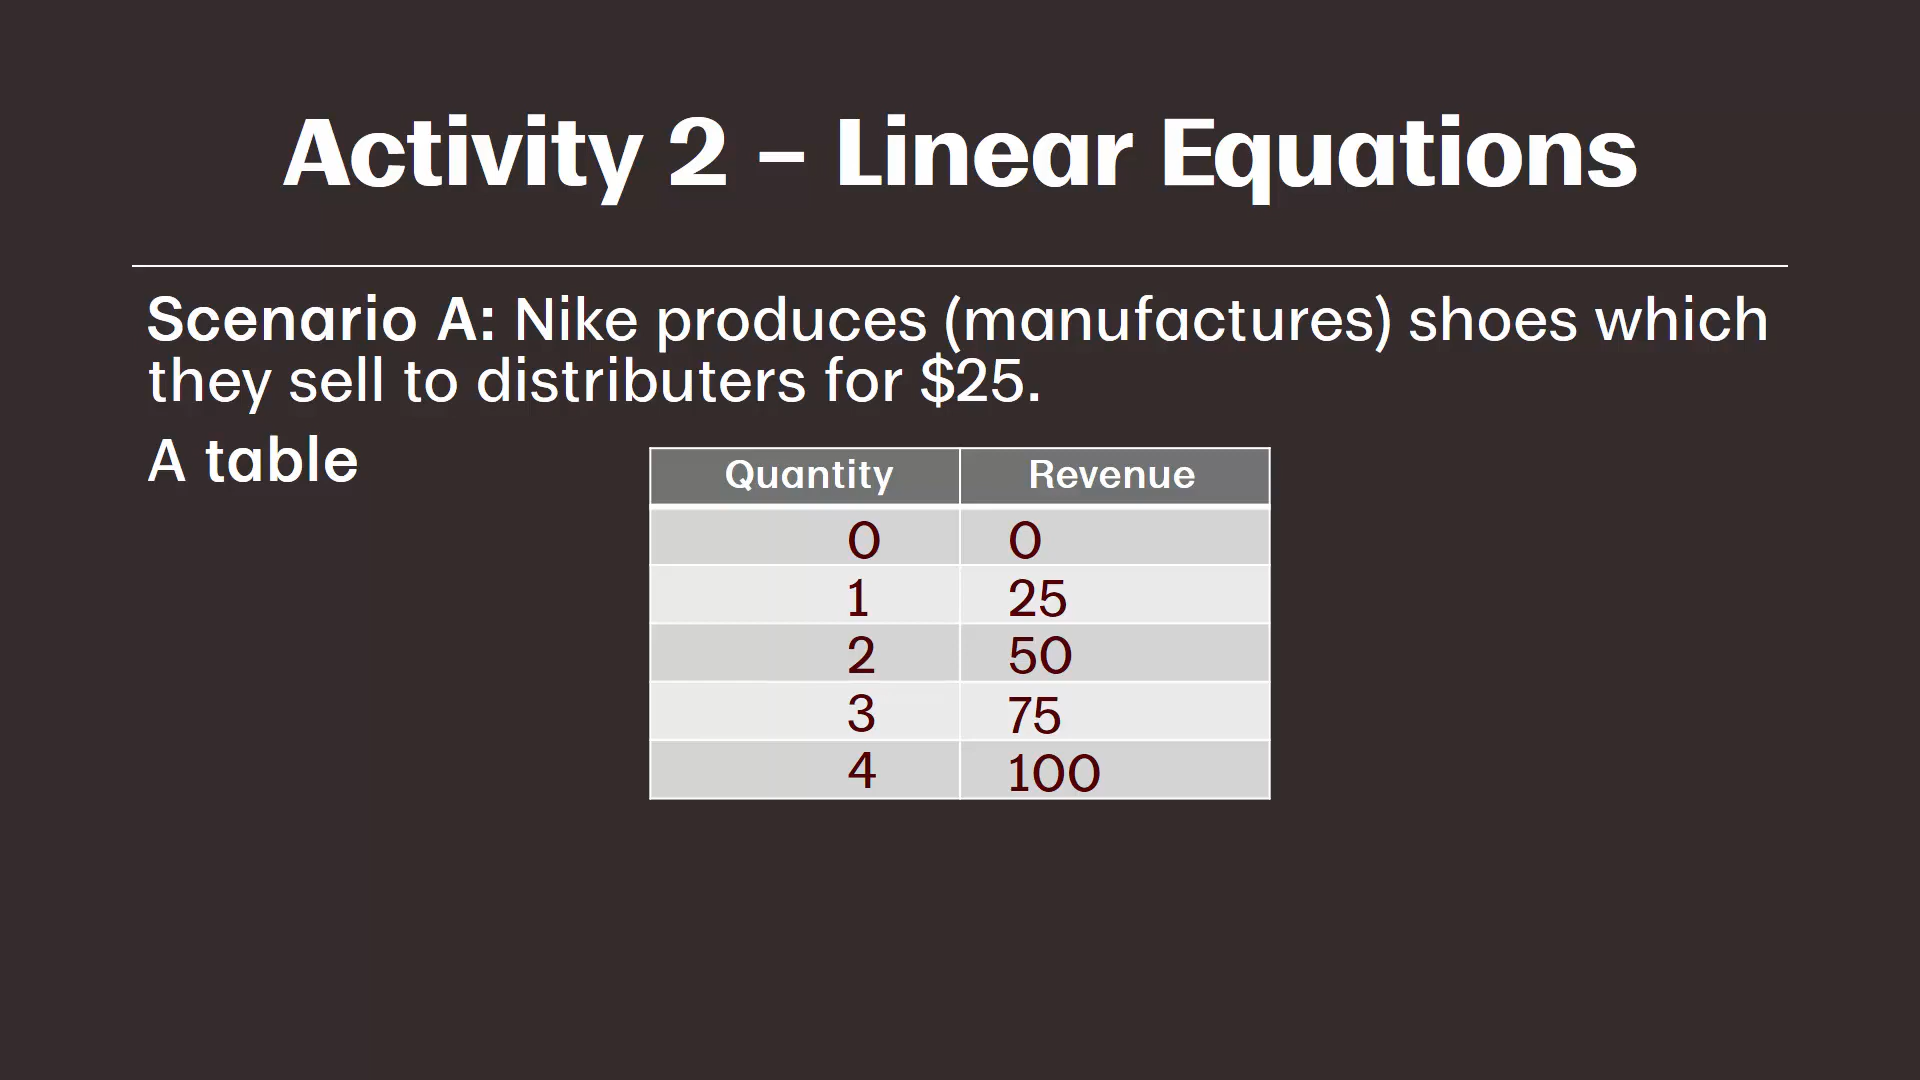 Activity 2 – Linear Equations
Scenario A: Nike produces (manufactures) shoes which
they sell to distributers for $25.
A table
Quantity Revenue
0 0
1 25
2 50
3 75
4 100